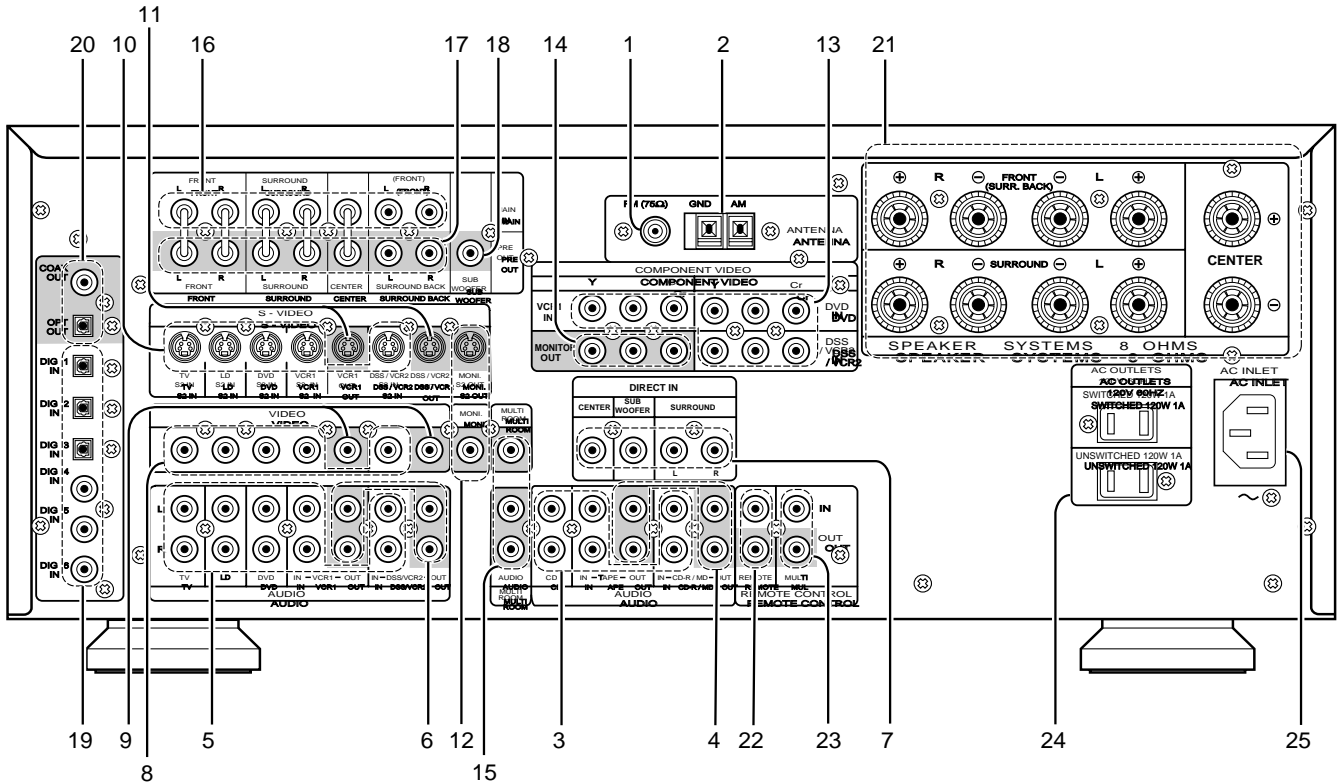 11
20 10 16 17 18 14 1 2 13 21
FRONT SURROUND (FRONT)
L R L R L R
MAIN IN
PRE OUT
L R L R L R
FRONT SURROUND CENTER SURROUND BACK SUB WOOFER
COAX OUT
OPT OUT
DIG 1 IN
DIG 2 IN
DIG 3 IN
DIG 4 IN
DIG 5 IN
DIG 6 IN
S - VIDEO
TV S2 IN
LD S2 IN
DVD S2 IN
VCR1 S2 IN
VCR1 OUT
DSS / VCR2 S2 IN
DSS / VCR2 OUT
MONI. S2 OUT
VIDEO
MONI.
MULTI ROOM
L
R
TV LD DVD IN VCR1 OUT IN DSS/VCR2 OUT
AUDIO
AUDIO
MULTI ROOM
FM (75Ω) GND AM
ANTENNA
COMPONENT VIDEO
Y Y Cr
VCR1 IN
DVD IN
MONITOR OUT
DSS / VCR2 IN
DIRECT IN
CENTER SUB WOOFER SURROUND
L R
CD IN TAPE OUT IN CD-R / MD OUT
AUDIO
IN
OUT
REMOTE MULTI
REMOTE CONTROL
+ R − FRONT (SURR. BACK) − L +
+
CENTER
+ R − SURROUND − L +
−
SPEAKER SYSTEMS 8 OHMS
AC OUTLETS
120V 60HZ
SWITCHED 120W 1A
UNSWITCHED 120W 1A
AC INLET
～
19 9 5 6 12 3 4 22 23 7 24 25
8 15